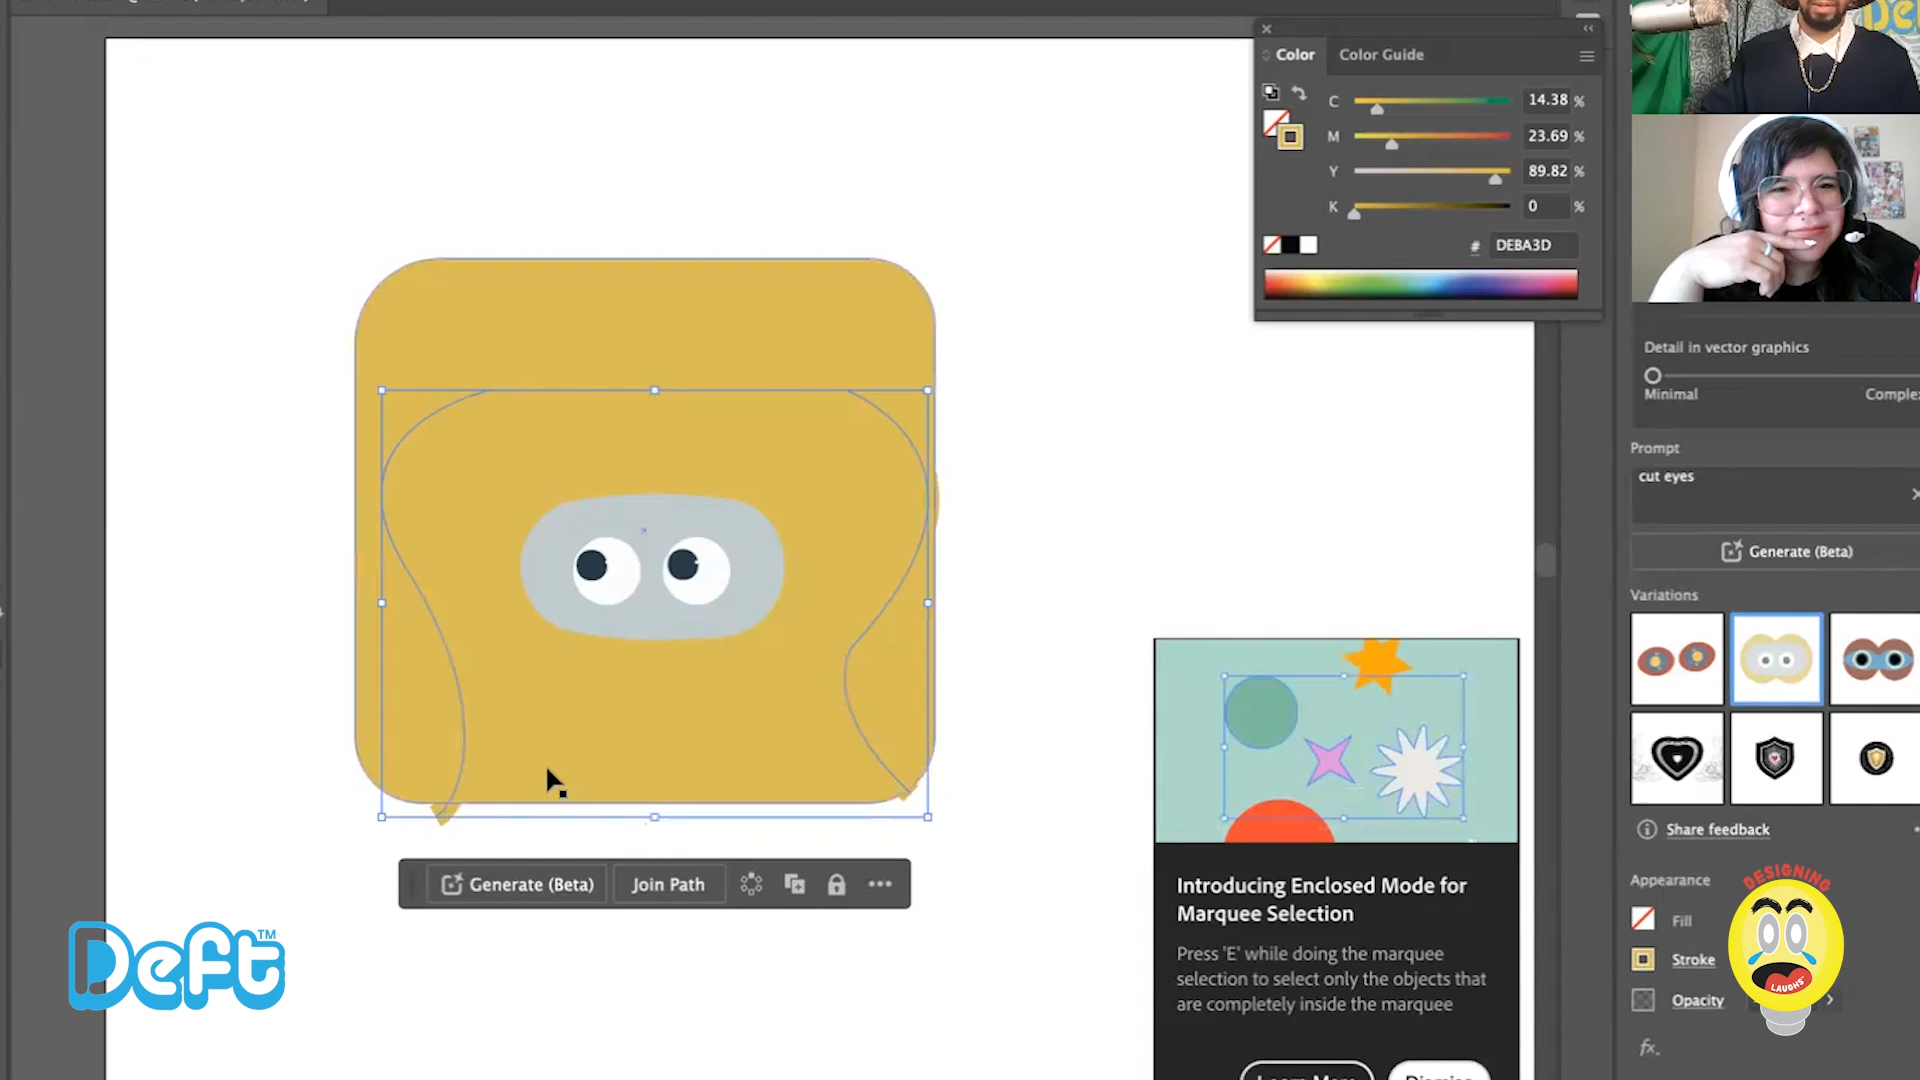 Color
Color Guide
C
14.38 %
M
23.69 %
Y
89.82 %
K
0 %
# DEBA3D
Detail in vector graphics
Minimal
Prompt
cut eyes
Generate (Beta)
Variations
Share feedback
Appearance
Fill
Stroke
Opacity
fx.
Generate (Beta)
Join Path
Introducing Enclosed Mode for
Marquee Selection
Press 'E' while doing the marquee
selection to select only the objects that
are completely inside the marquee
Deft™
DESIGNING
LAUGHS